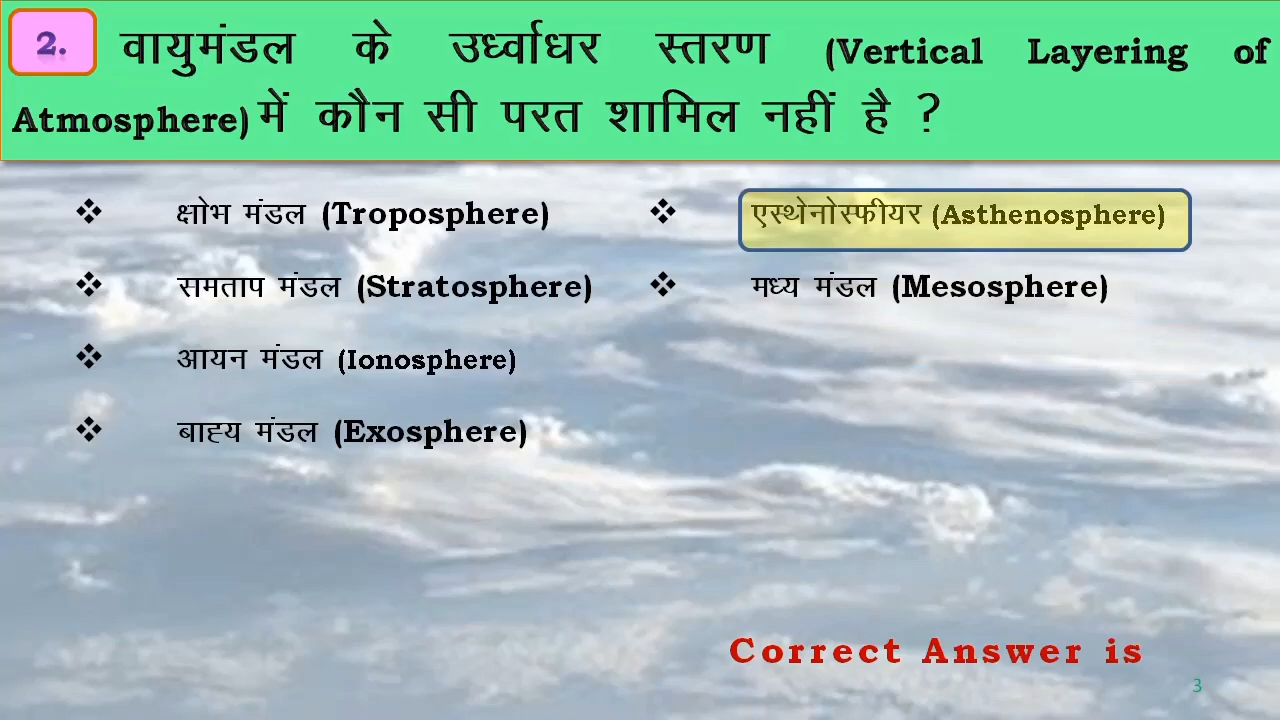 2. वायुमंडल के उर्ध्वाधर स्तरण (Vertical Layering of
Atmosphere) में कौन सी परत शामिल नहीं है ?
❖ क्षोभ मंडल (Troposphere)
❖ समताप मंडल (Stratosphere)
❖ आयन मंडल (Ionosphere)
❖ बाह्य मंडल (Exosphere)
❖ एस्थेनोस्फीयर (Asthenosphere)
❖ मध्य मंडल (Mesosphere)
Correct Answer is
3